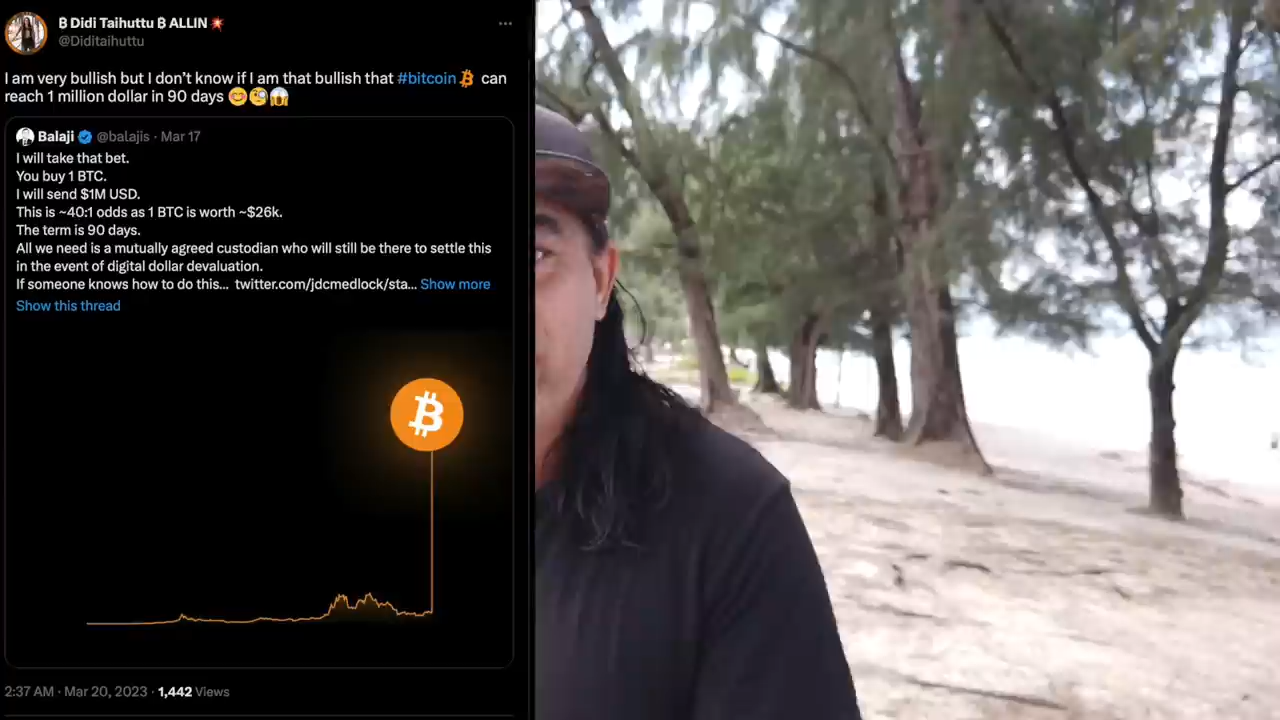 ₿ Didi Taihuttu ₿ ALLIN 💥
@Diditaihuttu
I am very bullish but I don’t know if I am that bullish that #bitcoin can
reach 1 million dollar in 90 days 😊🧐😱
Balaji @balajis · Mar 17
I will take that bet.
You buy 1 BTC.
I will send $1M USD.
This is ~40:1 odds as 1 BTC is worth ~$26k.
The term is 90 days.
All we need is a mutually agreed custodian who will still be there to settle this
in the event of digital dollar devaluation.
If someone knows how to do this... twitter.com/jdcmedlock/sta... Show more
Show this thread
2:37 AM · Mar 20, 2023 · 1,442 Views